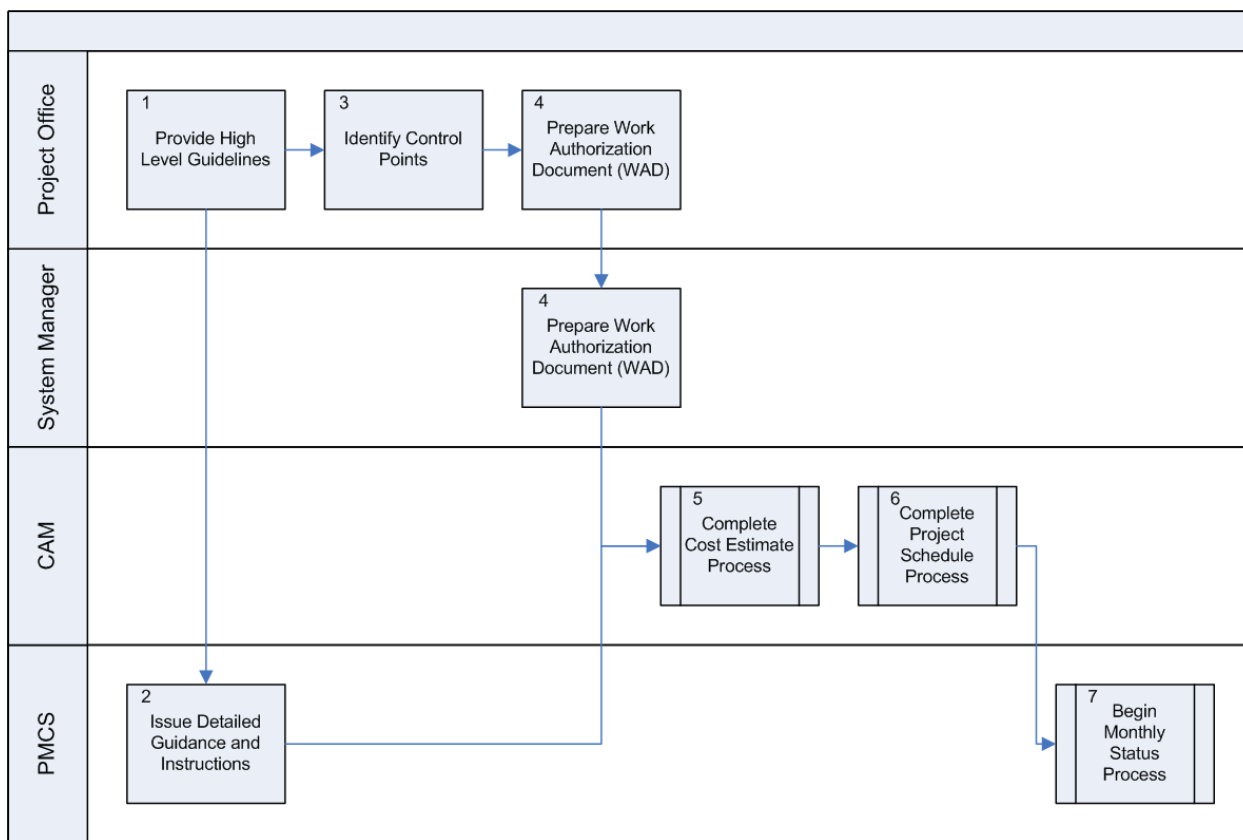 Project Office
1
Provide High
Level Guidelines
3
Identify Control
Points
4
Prepare Work
Authorization
Document (WAD)
System Manager
4
Prepare Work
Authorization
Document (WAD)
CAM
5
Complete
Cost Estimate
Process
6
Complete
Project
Schedule
Process
PMCS
2
Issue Detailed
Guidance and
Instructions
7
Begin
Monthly
Status
Process